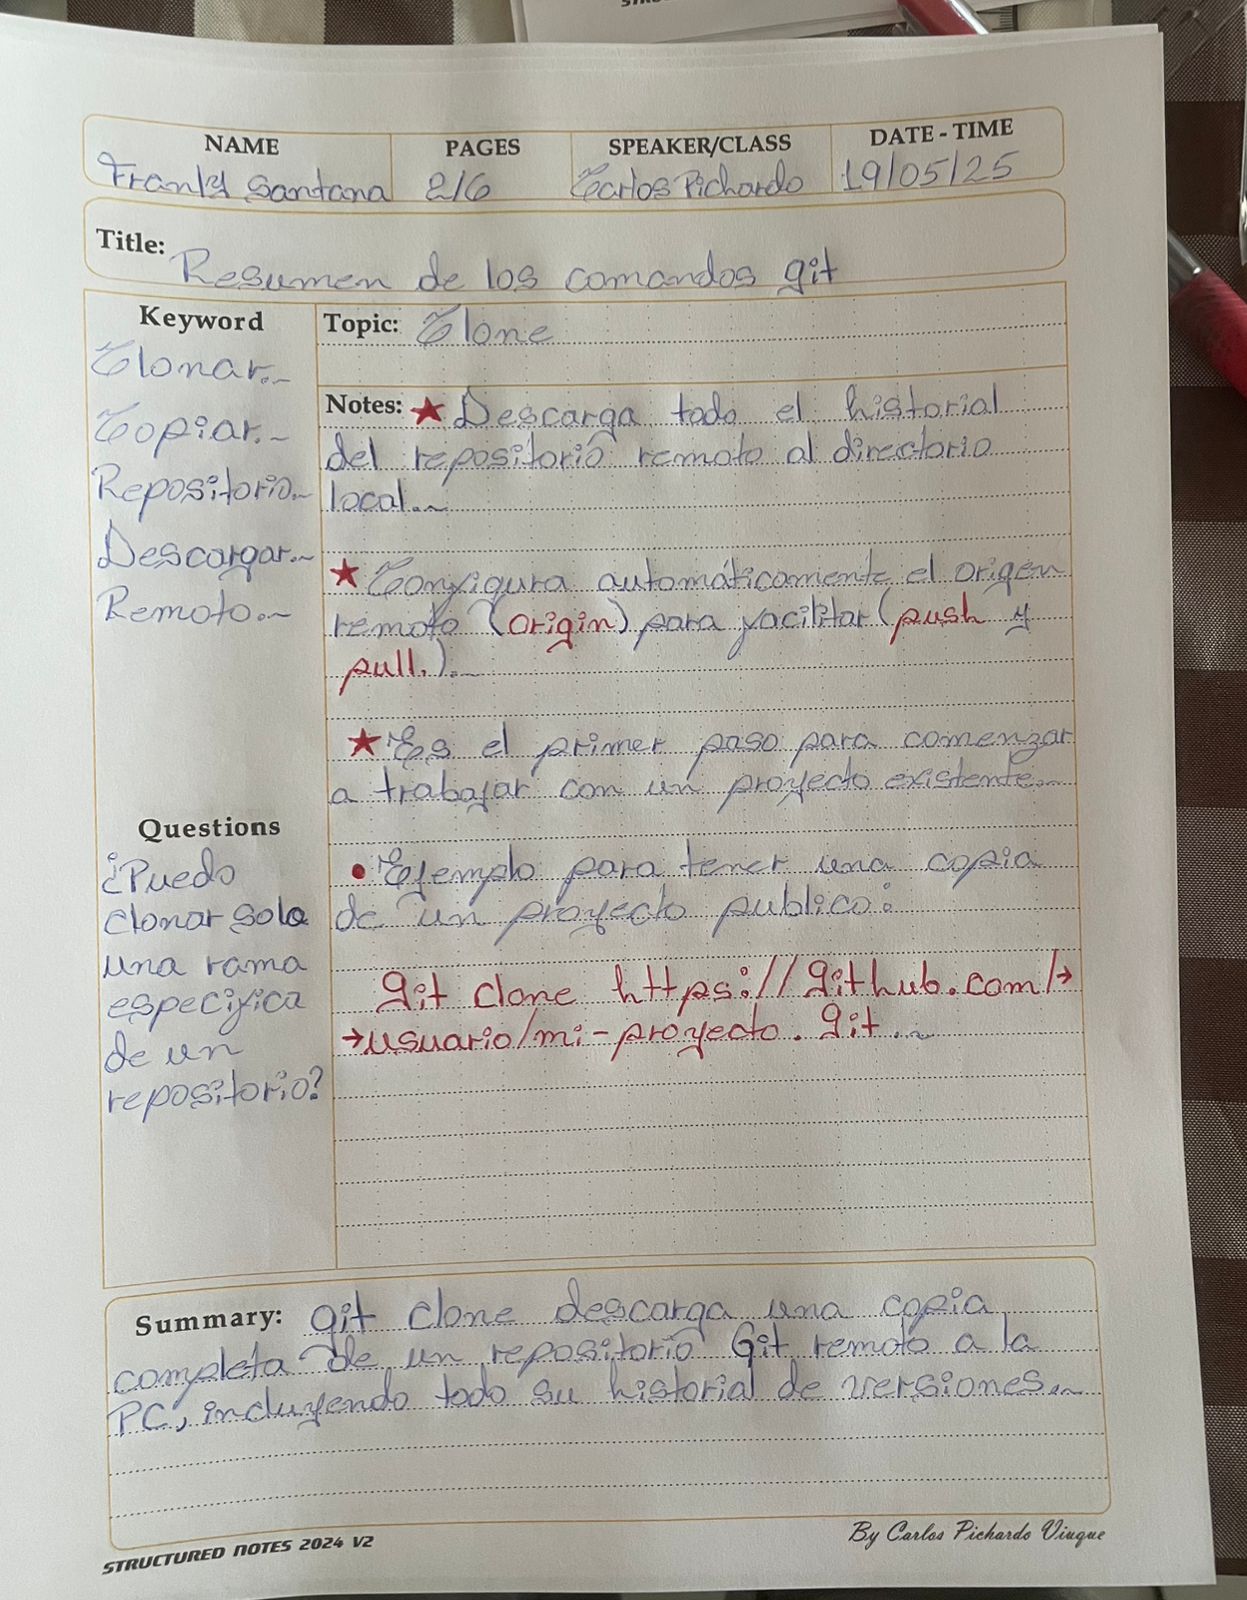 NAME PAGES SPEAKER/CLASS DATE - TIME
Frank Santana 2/6 Carlos Pichardo 19/05/25
Title: Resumen de los comandos git
Keyword
Clonar.
Copiar.
Repositorio.
Descargar.
Remoto.
Topic: Clone
Notes: ★ Descarga todo el historial
del repositorio remoto al directorio
local.
★ Configura automáticamente el origen
remoto (origin) para facilitar (push y
pull.).
★ Es el primer paso para comenzar
a trabajar con un proyecto existente.
• Ejemplo para tener una copia
de un proyecto publico:
git clone https://github.com/→
→usuario/mi-proyecto.git.
Questions
¿Puedo
clonar solo
una rama
especifica
de un
repositorio?
Summary: git clone descarga una copia
completa de un repositorio Git remoto a la
PC, incluyendo todo su historial de versiones.
STRUCTURED NOTES 2024 V2
By Carlos Pichardo Viuque